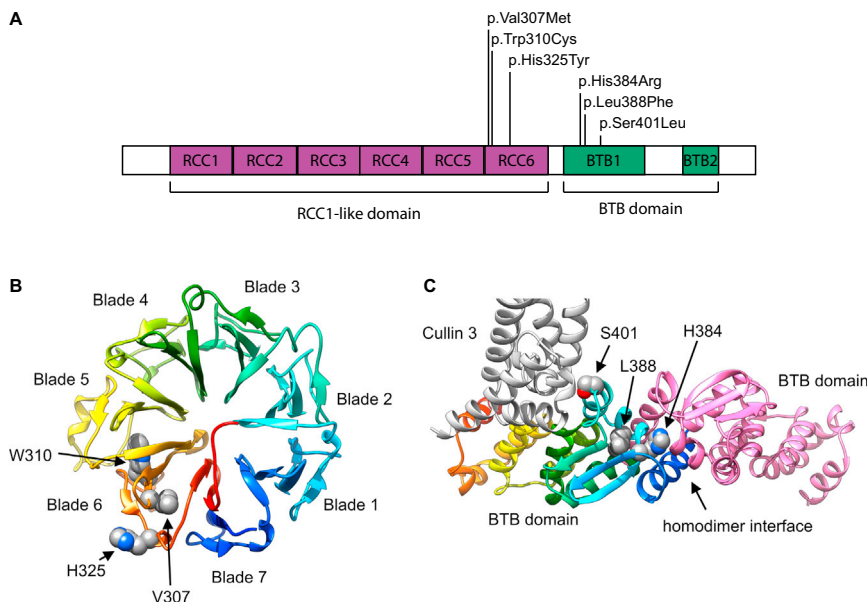 A
p.Val307Met
p.Trp310Cys
p.His325Tyr
p.His384Arg
p.Leu388Phe
p.Ser401Leu
RCC1 RCC2 RCC3 RCC4 RCC5 RCC6 BTB1 BTB2
RCC1-like domain BTB domain
B
Blade 4
Blade 3
Blade 5
Blade 2
W310
Blade 6
Blade 1
H325
Blade 7
V307
C
Cullin 3
S401
H384
L388
BTB domain
BTB domain
homodimer interface